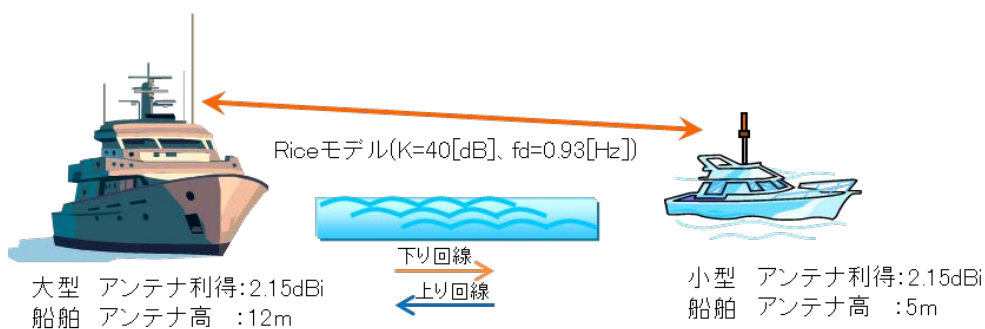 Riceモデル(K=40[dB]、fd=0.93[Hz])
下り回線
上り回線
大型 アンテナ利得:2.15dBi
船舶 アンテナ高 :12m
小型 アンテナ利得:2.15dBi
船舶 アンテナ高 :5m